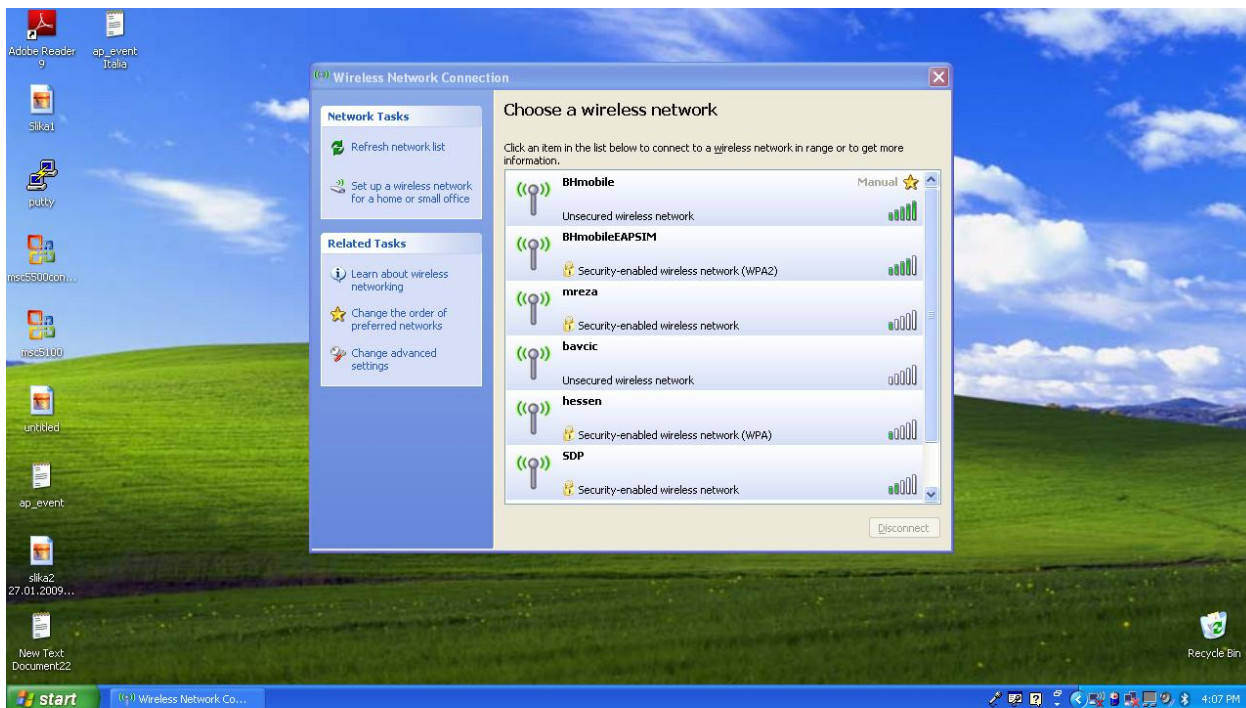 Adobe Reader
9
ap_event
Italia
Slika1
putty
msc5500con...
msc5100
untitled
ap_event
slika2
27.01.2009...
New Text
Document22
Wireless Network Connection
Network Tasks
Refresh network list
Set up a wireless network
for a home or small office
Related Tasks
Learn about wireless
networking
Change the order of
preferred networks
Change advanced
settings
Choose a wireless network
Click an item in the list below to connect to a wireless network in range or to get more
information.
BHmobile
Manual
Unsecured wireless network
BHmobileEAPSIM
Security-enabled wireless network (WPA2)
mreza
Security-enabled wireless network
bavcic
Unsecured wireless network
hessen
Security-enabled wireless network (WPA)
SDP
Security-enabled wireless network
Disconnect
Recycle Bin
start
Wireless Network Co...
4:07 PM